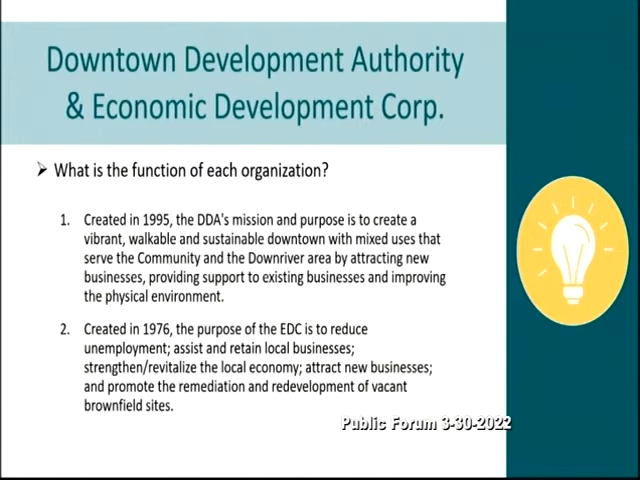 Downtown Development Authority
& Economic Development Corp.
➢ What is the function of each organization?
1. Created in 1995, the DDA's mission and purpose is to create a
vibrant, walkable and sustainable downtown with mixed uses that
serve the Community and the Downriver area by attracting new
businesses, providing support to existing businesses and improving
the physical environment.
2. Created in 1976, the purpose of the EDC is to reduce
unemployment; assist and retain local businesses;
strengthen/revitalize the local economy; attract new businesses;
and promote the remediation and redevelopment of vacant
brownfield sites.
Public Forum 3-30-2022